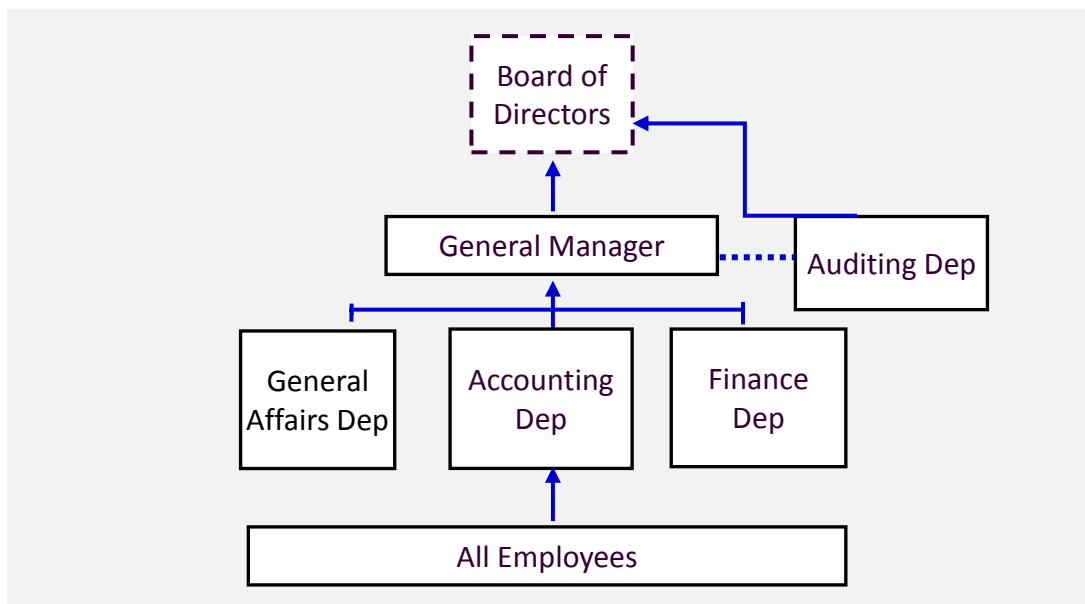 Board of
Directors
General Manager
Auditing Dep
General
Affairs Dep
Accounting
Dep
Finance
Dep
All Employees